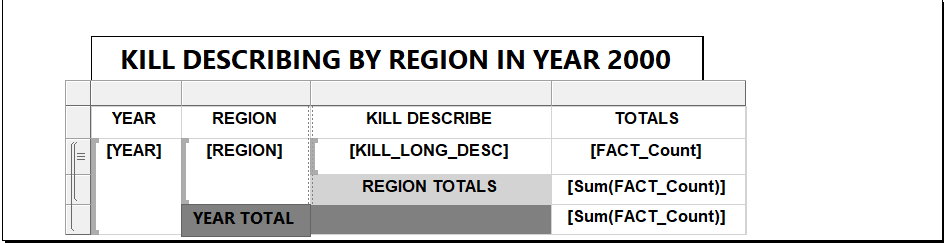 KILL DESCRIBING BY REGION IN YEAR 2000
YEAR REGION KILL DESCRIBE TOTALS
[YEAR] [REGION] [KILL_LONG_DESC] [FACT_Count]
REGION TOTALS [Sum(FACT_Count)]
YEAR TOTAL [Sum(FACT_Count)]